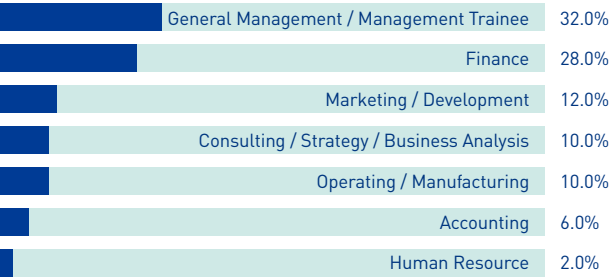 General Management / Management Trainee 32.0%
Finance 28.0%
Marketing / Development 12.0%
Consulting / Strategy / Business Analysis 10.0%
Operating / Manufacturing 10.0%
Accounting 6.0%
Human Resource 2.0%